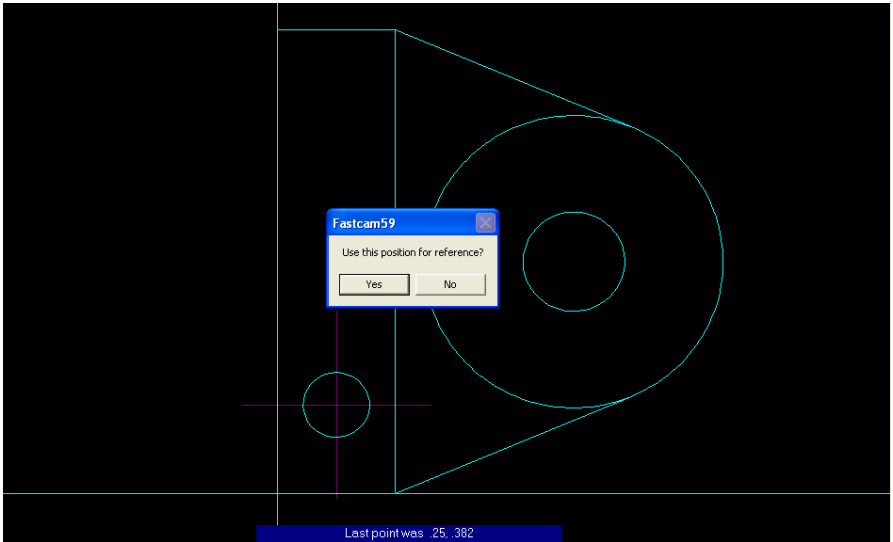 Fastcam59
Use this position for reference?
Yes
No
Last point was .25, .382